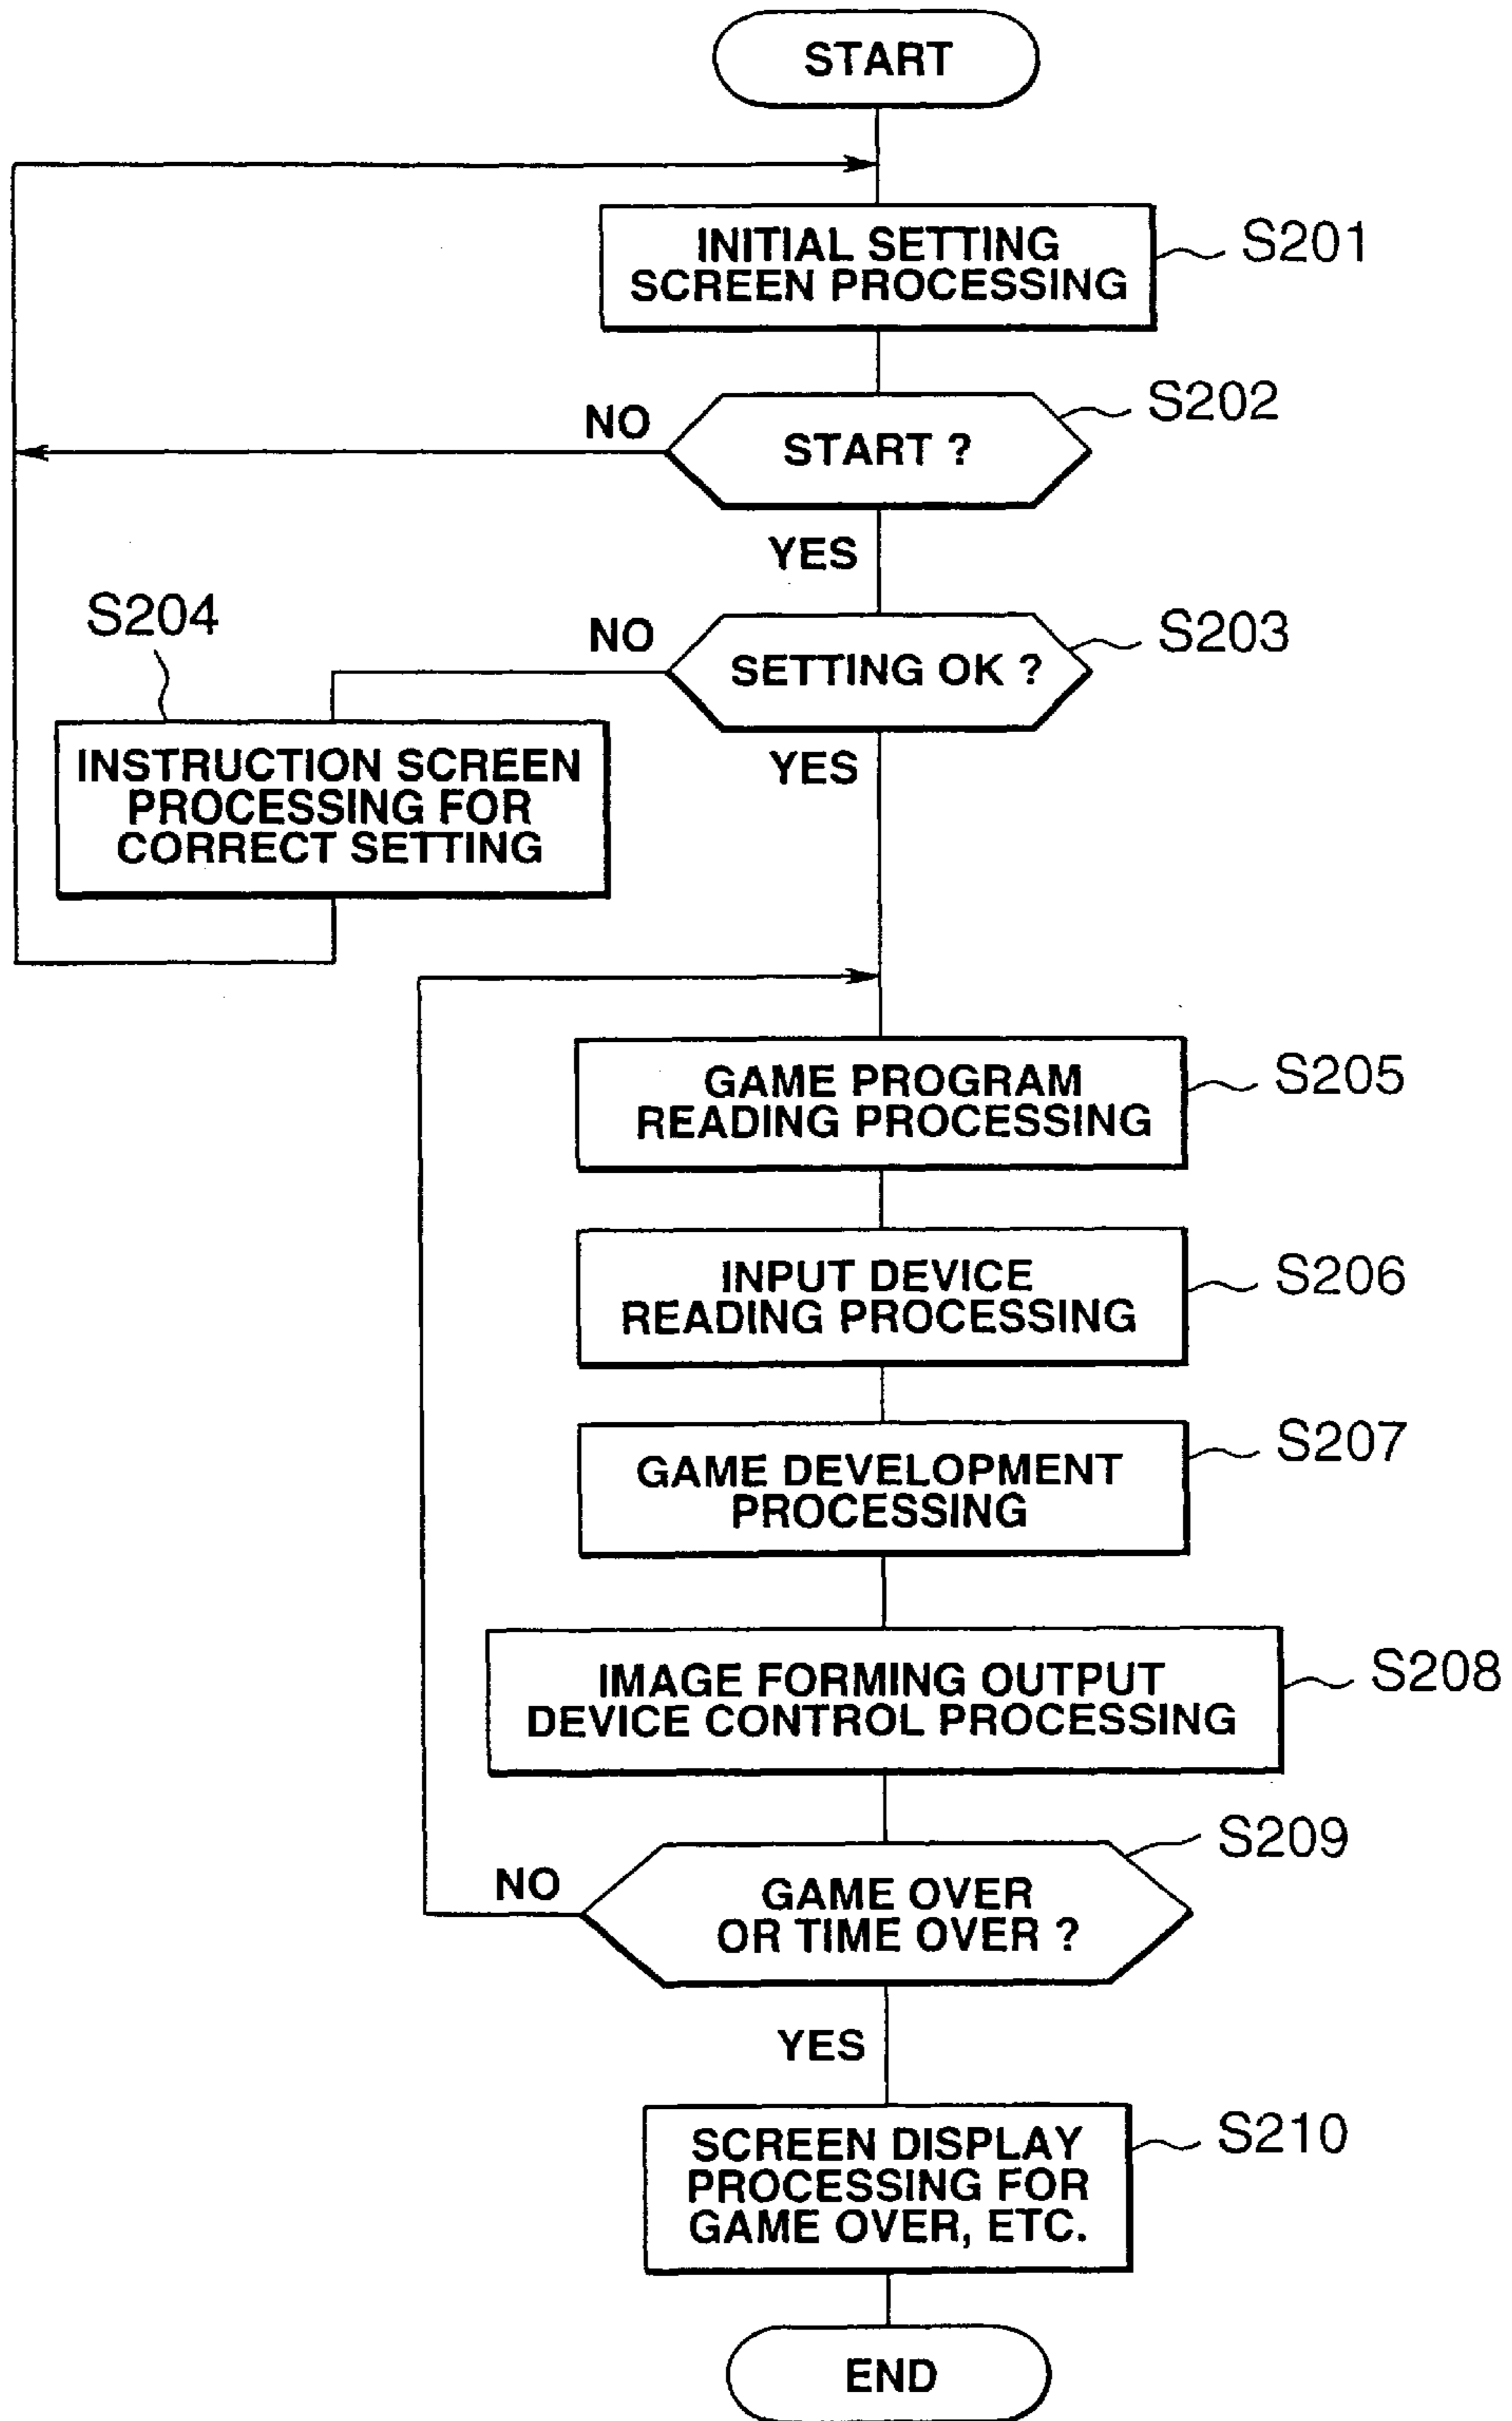 START
INITIAL SETTING
SCREEN PROCESSING
S201
NO
START ?
S202
YES
S204
NO
SETTING OK ?
S203
INSTRUCTION SCREEN
PROCESSING FOR
CORRECT SETTING
YES
GAME PROGRAM
READING PROCESSING
S205
INPUT DEVICE
READING PROCESSING
S206
GAME DEVELOPMENT
PROCESSING
S207
IMAGE FORMING OUTPUT
DEVICE CONTROL PROCESSING
S208
NO
GAME OVER
OR TIME OVER ?
S209
YES
SCREEN DISPLAY
PROCESSING FOR
GAME OVER, ETC.
S210
END